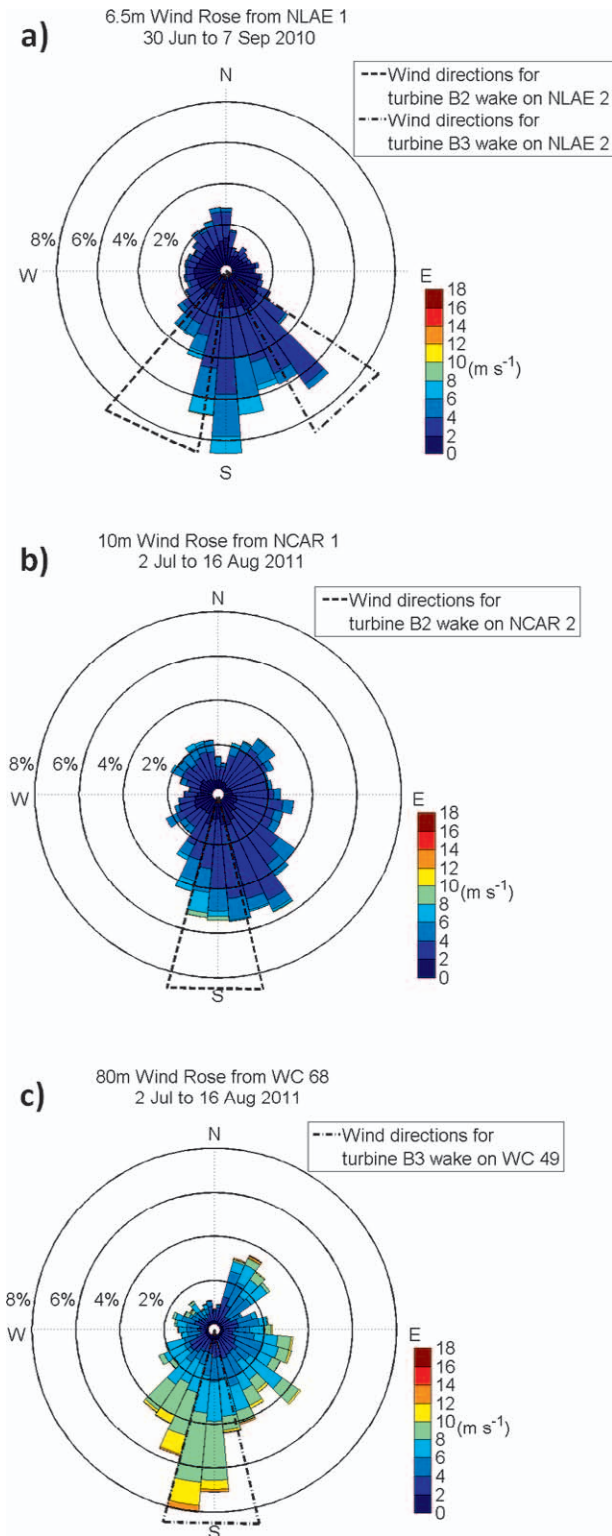 a)
6.5m Wind Rose from NLAE 1
30 Jun to 7 Sep 2010
Wind directions for
turbine B2 wake on NLAE 2
Wind directions for
turbine B3 wake on NLAE 2
N
8% 6% 4% 2%
W
E
S
18
16
14
12
10
8
6
4
2
0
(m s⁻¹)
b)
10m Wind Rose from NCAR 1
2 Jul to 16 Aug 2011
Wind directions for
turbine B2 wake on NCAR 2
N
8% 6% 4% 2%
W
E
S
18
16
14
12
10
8
6
4
2
0
(m s⁻¹)
c)
80m Wind Rose from WC 68
2 Jul to 16 Aug 2011
Wind directions for
turbine B3 wake on WC 49
N
8% 6% 4% 2%
W
E
S
18
16
14
12
10
8
6
4
2
0
(m s⁻¹)